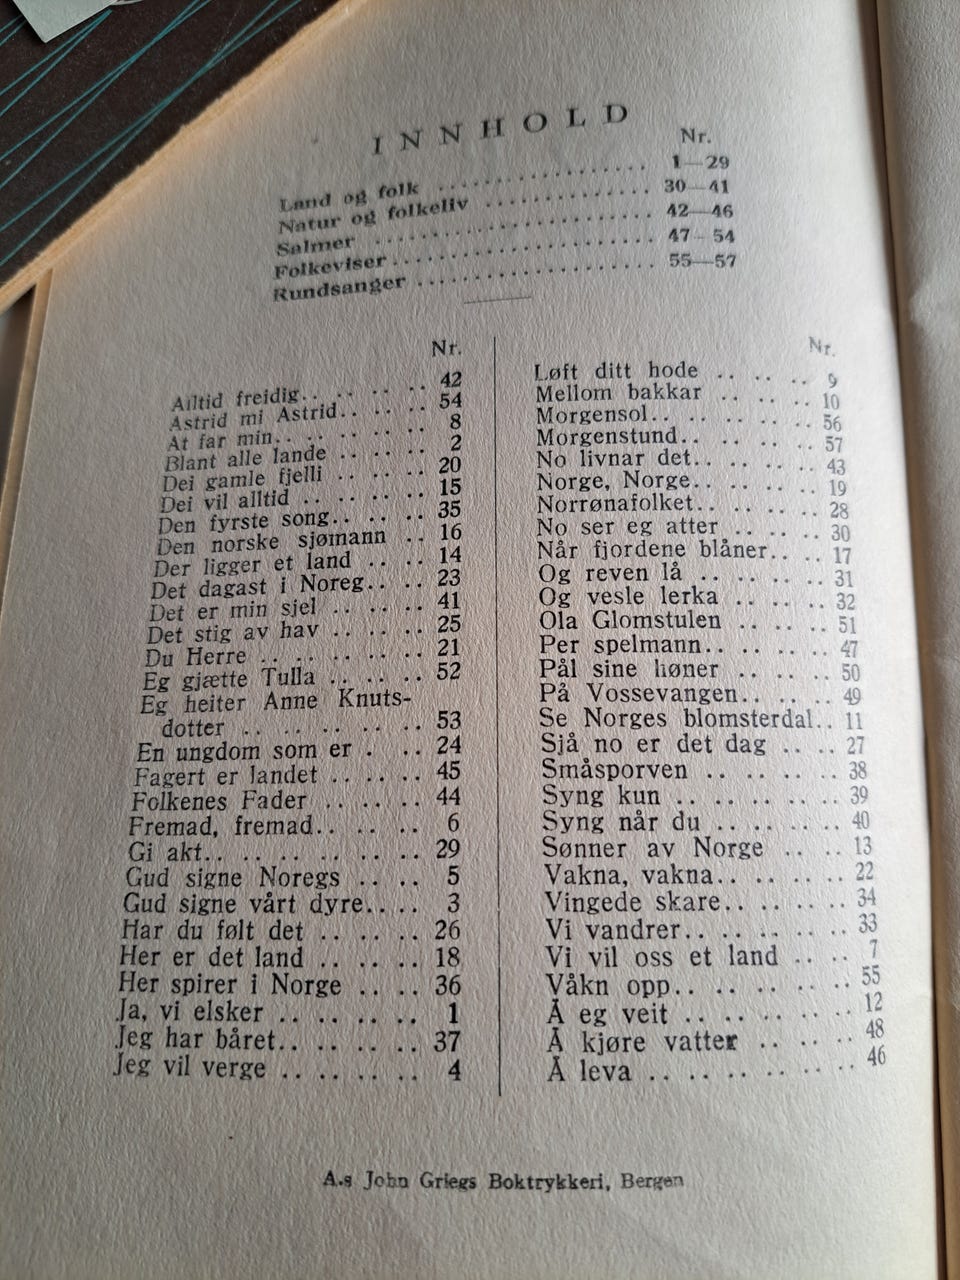 INNHOLD
Nr.
Land og folk .................... 1—29
Natur og folkeliv ............... 30—41
Salmer .......................... 42—46
Folkeviser ...................... 47—54
Rundsanger ...................... 55—57
Nr.
Alltid freidig.. .. .. .. 42
Astrid mi Astrid.. .. .. 54
At far min.. .. .. .. .. 8
Blant alle lande .. .. .. 2
Dei gamle fjelli .. .. .. 20
Dei vil alltid .. .. .. .. 15
Den fyrste song.. .. .. 35
Den norske sjømann .. 16
Der ligger et land .. .. 14
Det dagast i Noreg.. .. 23
Det er min sjel .. .. .. 41
Det stig av hav .. .. .. 25
Du Herre .. .. .. .. .. 21
Eg gjætte Tulla .. .. .. 52
Eg heiter Anne Knuts-
dotter .. .. .. .. .. 53
En ungdom som er . .. 24
Fagert er landet .. .. .. 45
Folkenes Fader .. .. .. 44
Fremad, fremad.. .. .. 6
Gi akt.. .. .. .. .. .. 29
Gud signe Noregs .. .. 5
Gud signe vårt dyre.. .. 3
Har du følt det .. .. .. 26
Her er det land .. .. .. 18
Her spirer i Norge .. .. 36
Ja, vi elsker .. .. .. .. 1
Jeg har båret.. .. .. .. 37
Jeg vil verge .. .. .. .. 4
Nr.
Løft ditt hode .. .. .. 9
Mellom bakkar .. .. .. 10
Morgensol.. .. .. .. .. 56
Morgenstund.. .. .. .. 57
No livnar det.. .. .. .. 43
Norge, Norge.. .. .. .. 19
Norrønafolket.. .. .. .. 28
No ser eg atter .. .. .. 30
Når fjordene blåner.. .. 17
Og reven lå .. .. .. .. 31
Og vesle lerka .. .. .. 32
Ola Glomstulen .. .. .. 51
Per spelmann.. .. .. .. 47
Pål sine høner .. .. .. 50
På Vossevangen.. .. .. 49
Se Norges blomsterdal.. 11
Sjå no er det dag .. .. 27
Småsporven .. .. .. .. 38
Syng kun .. .. .. .. .. 39
Syng når du .. .. .. .. 40
Sønner av Norge .. .. 13
Vakna, vakna.. .. .. .. 22
Vingede skare.. .. .. .. 34
Vi vandrer.. .. .. .. .. 33
Vi vil oss et land .. .. 7
Våkn opp.. .. .. .. .. 55
Å eg veit .. .. .. .. .. 12
Å kjøre vatter .. .. .. 48
Å leva .. .. .. .. .. .. 46
A.s John Griegs Boktrykkeri, Bergen